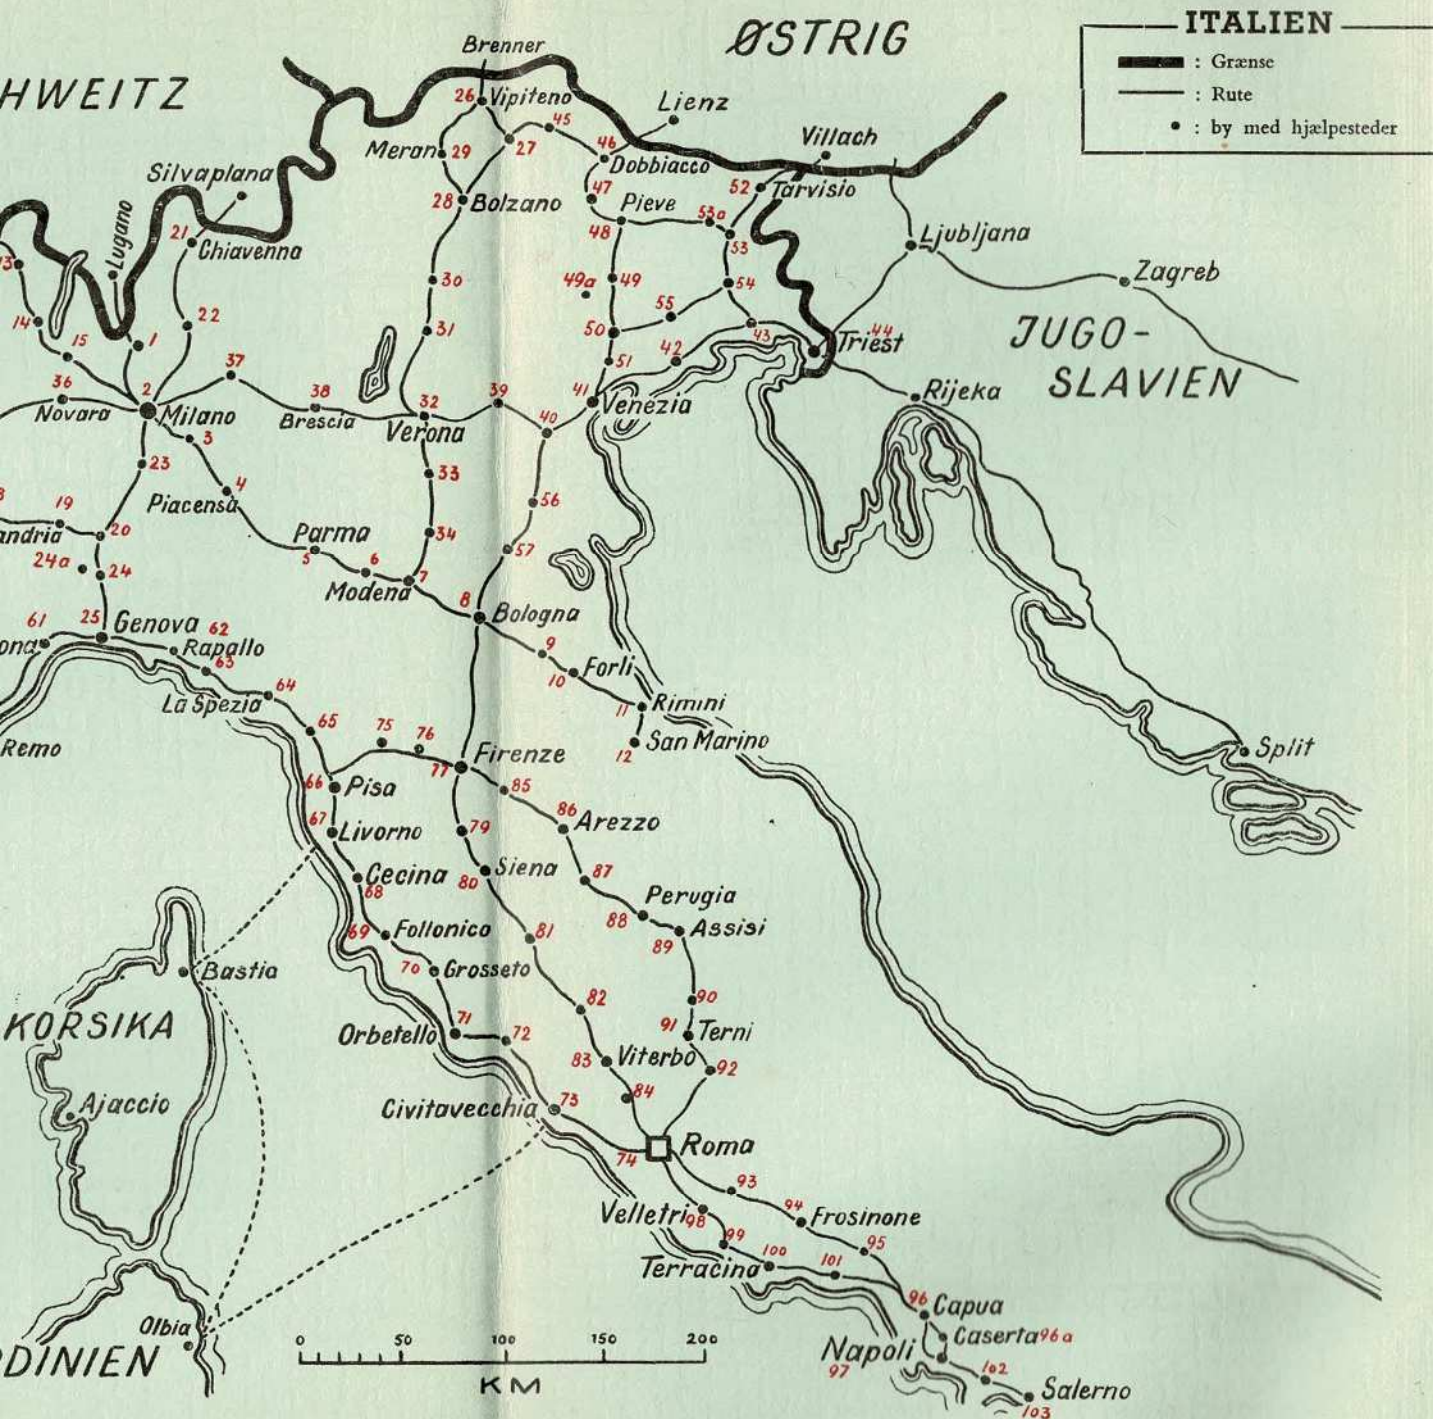 ØSTRIG
ITALIEN
: Grænse
: Rute
: by med hjælpesteder
HWEITZ
Brenner
26 Vipiteno
Lienz
45
46
27
Villach
Meran 29
Dobbiacco
Silvaplana
47
52 Tarvisio
28 Bolzano
Pieve
53a
Lugano
21
48
53
Ljubljana
Chiavenna
13
30
49a
49
54
Zagreb
14
22
31
55
JUGO-
15
1
50
43
44
Triest
37
51
42
SLAVIEN
36
2
38
32
39
41
Rijeka
Novara
Milano
Brescia
Verona
40
Venezia
3
23
33
4
Piacensa
56
19
andria
20
Parma
34
5
57
24a
24
6
7
Modena
8
Bologna
61
25
Genova
62
ona
Rapallo
9
63
Forli
10
64
La Spezia
11
Rimini
65
75
76
12
San Marino
Remo
Firenze
Split
77
66
Pisa
85
67
Livorno
79
86
Arezzo
Cecina
68
80
Siena
87
Perugia
88
69
Follonico
81
89
Assisi
70
Grosseto
Bastia
82
90
KORSIKA
71
91
Terni
Orbetello
72
83
Viterbo
92
84
Ajaccio
Civitavecchia
73
74
Roma
93
94
Velletri
98
Frosinone
99
95
100
101
Terracina
96
Capua
Olbia
Caserta 96a
0 50 100 150 200
Napoli
97
DINIEN
102
KM
Salerno
103